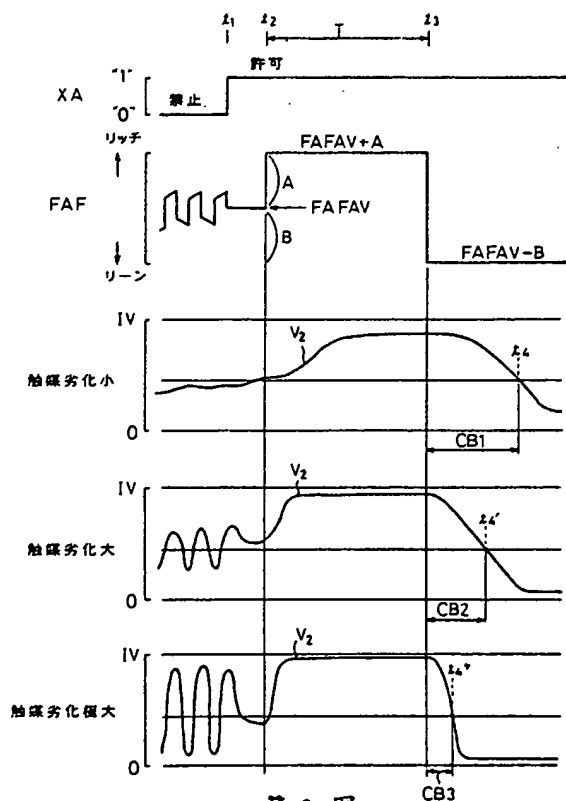 t1 t2 T t3
"1" 許可
XA
"0" 禁止
リッチ
FAFAV+A
A
FAF FAFAV
B
リーン FAFAV-B
1V
V2 t4
触媒劣化小
0 CB1
1V
V2 t4'
触媒劣化大
0 CB2
1V
V2 t4"
触媒劣化極大
0
CB3